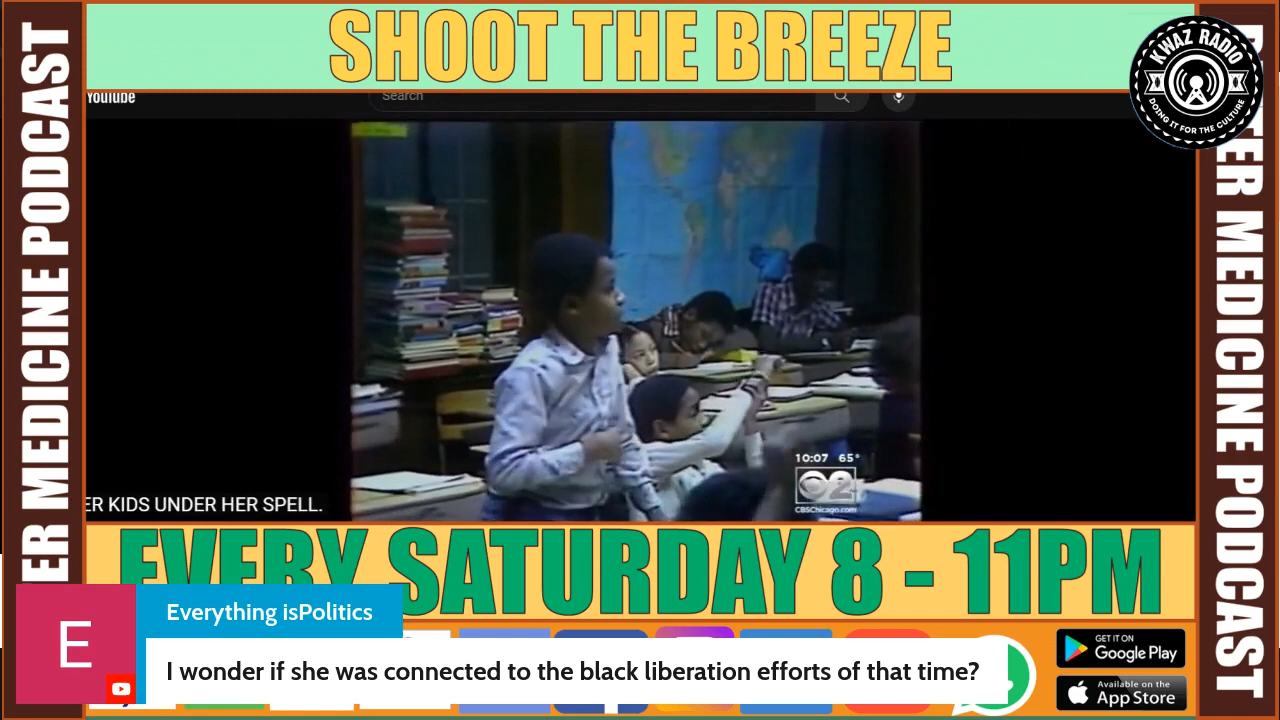 SHOOT THE BREEZE
KWAZ RADIO
DOING IT FOR THE CULTURE
YouTube
Search
ER MEDICINE PODCAST
TER MEDICINE PODCAST
10:07 65°
2
CBSChicago.com
ER KIDS UNDER HER SPELL.
EVERY SATURDAY 8 - 11PM
E
Everything isPolitics
I wonder if she was connected to the black liberation efforts of that time?
GET IT ON
Google Play
Available on the
App Store